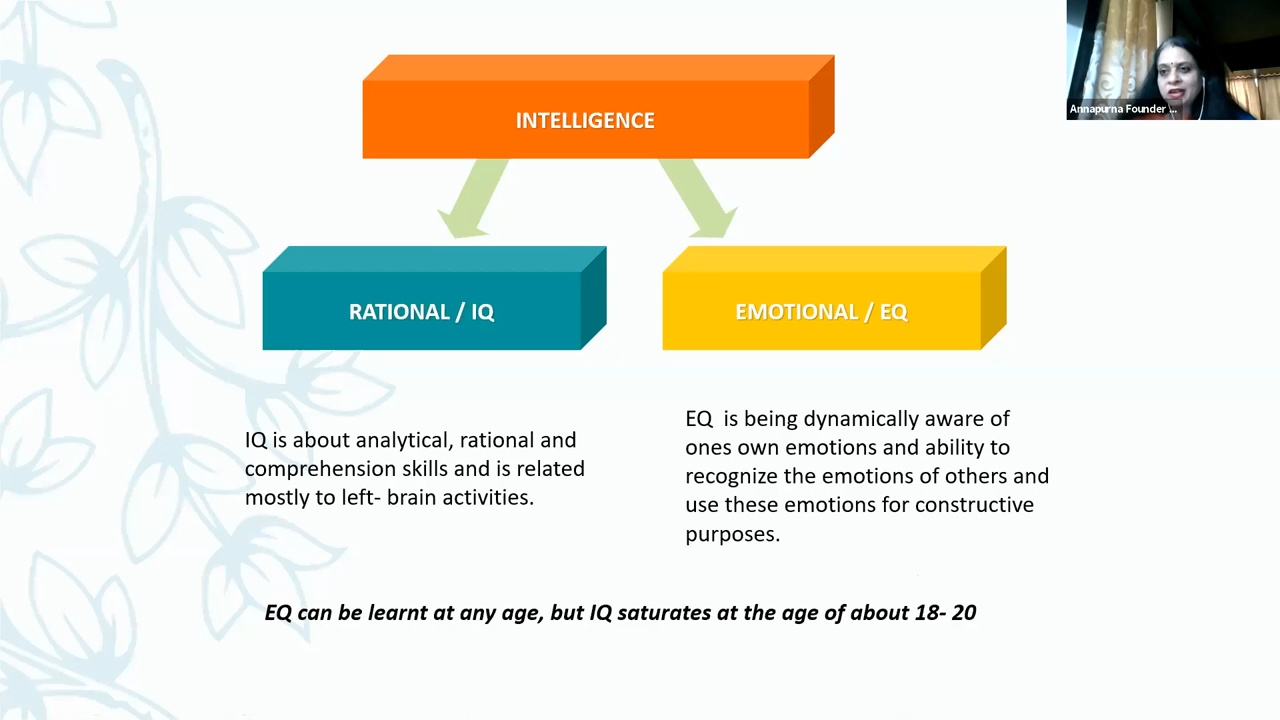 INTELLIGENCE
Annapurna Founder ...
RATIONAL / IQ
EMOTIONAL / EQ
IQ is about analytical, rational and
comprehension skills and is related
mostly to left- brain activities.
EQ  is being dynamically aware of
ones own emotions and ability to
recognize the emotions of others and
use these emotions for constructive
purposes.
EQ can be learnt at any age, but IQ saturates at the age of about 18- 20